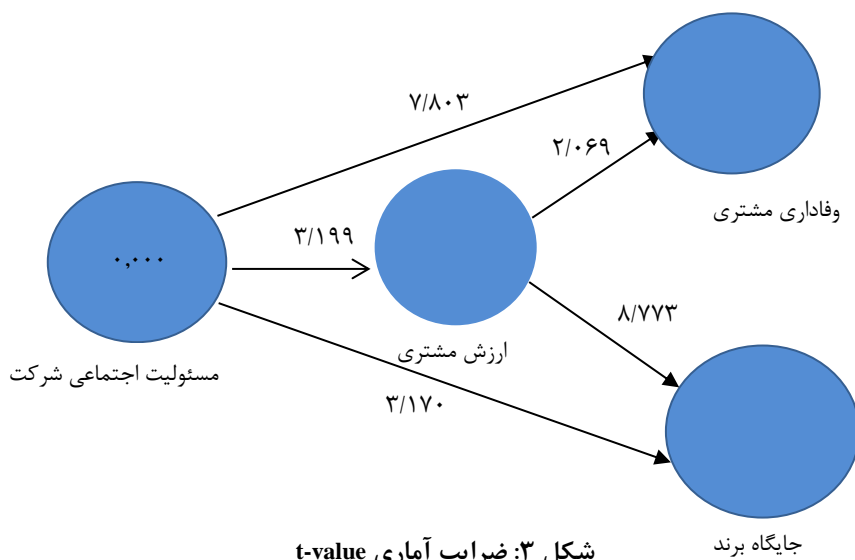 ۷/۸۰۳
۲/۰۶۹
وفاداری مشتری
۳/۱۹۹
۰,۰۰۰
۸/۷۷۳
ارزش مشتری
مسئولیت اجتماعی شرکت
۳/۱۷۰
جایگاه برند
شکل ۳: ضرایب آماری t-value